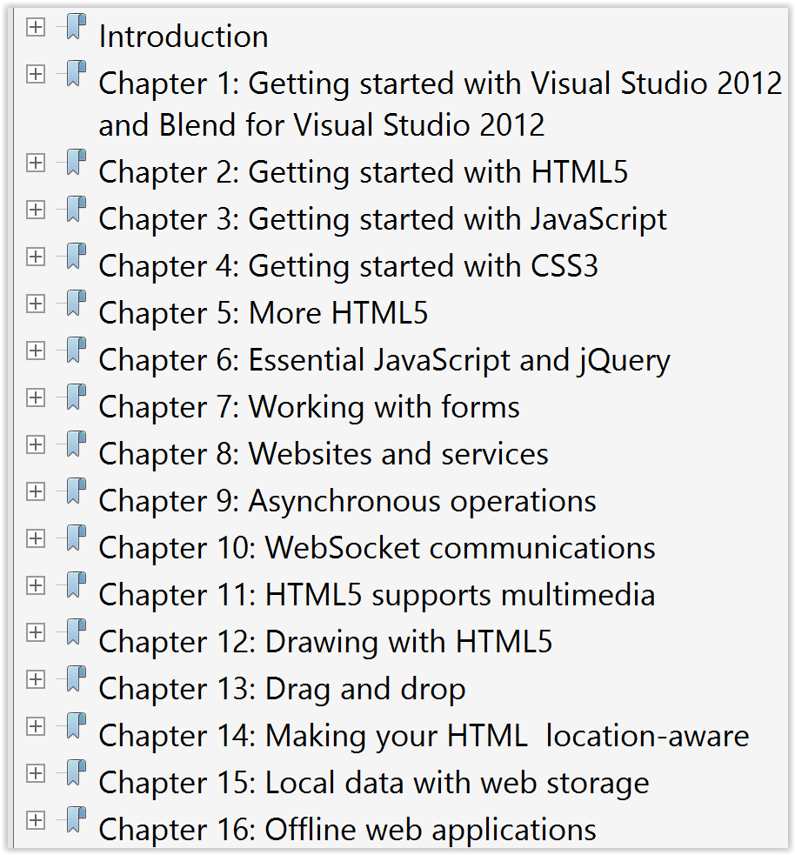 Introduction
Chapter 1: Getting started with Visual Studio 2012
and Blend for Visual Studio 2012
Chapter 2: Getting started with HTML5
Chapter 3: Getting started with JavaScript
Chapter 4: Getting started with CSS3
Chapter 5: More HTML5
Chapter 6: Essential JavaScript and jQuery
Chapter 7: Working with forms
Chapter 8: Websites and services
Chapter 9: Asynchronous operations
Chapter 10: WebSocket communications
Chapter 11: HTML5 supports multimedia
Chapter 12: Drawing with HTML5
Chapter 13: Drag and drop
Chapter 14: Making your HTML  location-aware
Chapter 15: Local data with web storage
Chapter 16: Offline web applications